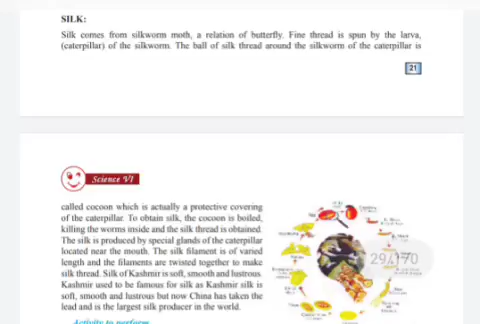 SILK:
Silk comes from silkworm moth, a relation of butterfly. Fine thread is spun by the larva,
(caterpillar) of the silkworm. The ball of silk thread around the silkworm of the caterpillar is
21
Science VI
called cocoon which is actually a protective covering
of the caterpillar. To obtain silk, the cocoon is boiled,
killing the worms inside and the silk thread is obtained.
The silk is produced by special glands of the caterpillar
located near the mouth. The silk filament is of varied
length and the filaments are twisted together to make
silk thread. Silk of Kashmir is soft, smooth and lustrous.
Kashmir used to be famous for silk as Kashmir silk is
soft, smooth and lustrous but now China has taken the
lead and is the largest silk producer in the world.
Activity to perform
29/170